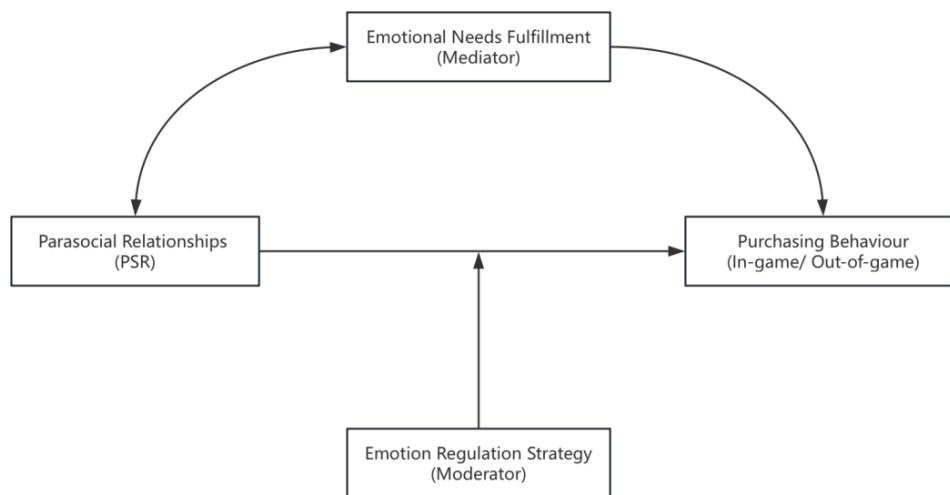 Emotional Needs Fulfillment
(Mediator)
Parasocial Relationships
(PSR)
Purchasing Behaviour
(In-game/ Out-of-game)
Emotion Regulation Strategy
(Moderator)